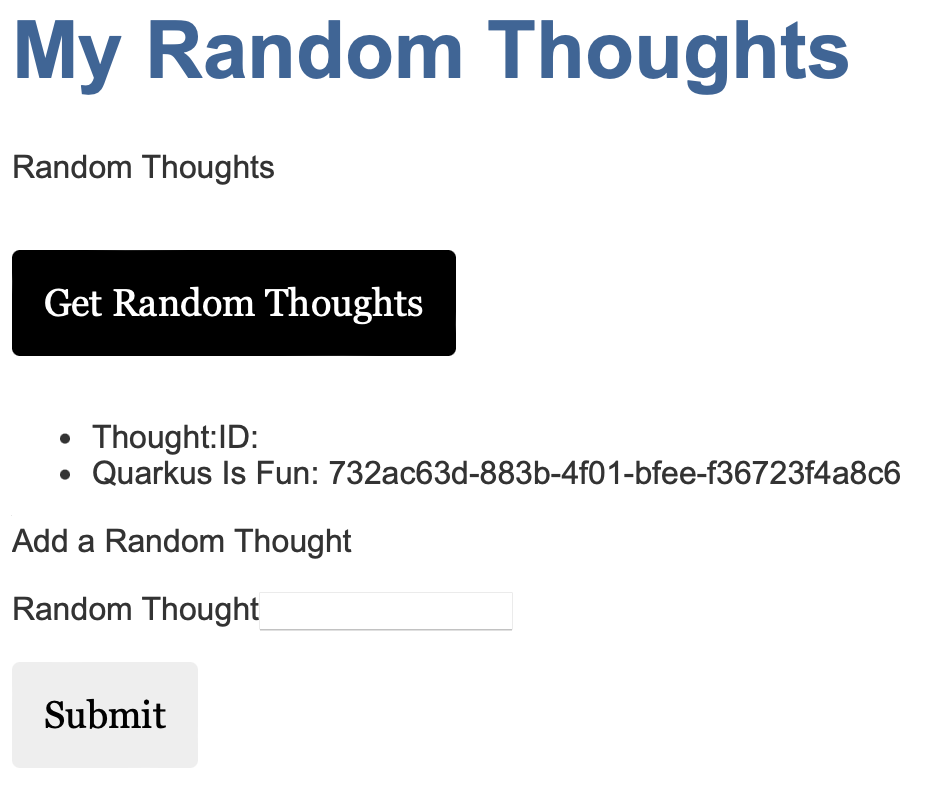 My Random Thoughts
Random Thoughts
Get Random Thoughts
Thought:ID:
Quarkus Is Fun: 732ac63d-883b-4f01-bfee-f36723f4a8c6
Add a Random Thought
Random Thought
Submit